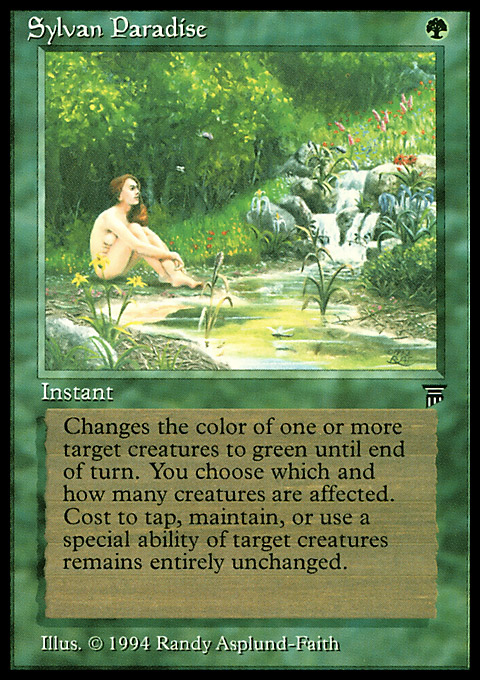 Sylvan Paradise
Instant
Changes the color of one or more
target creatures to green until end
of turn. You choose which and
how many creatures are affected.
Cost to tap, maintain, or use a
special ability of target creatures
remains entirely unchanged.
Illus. © 1994 Randy Asplund-Faith